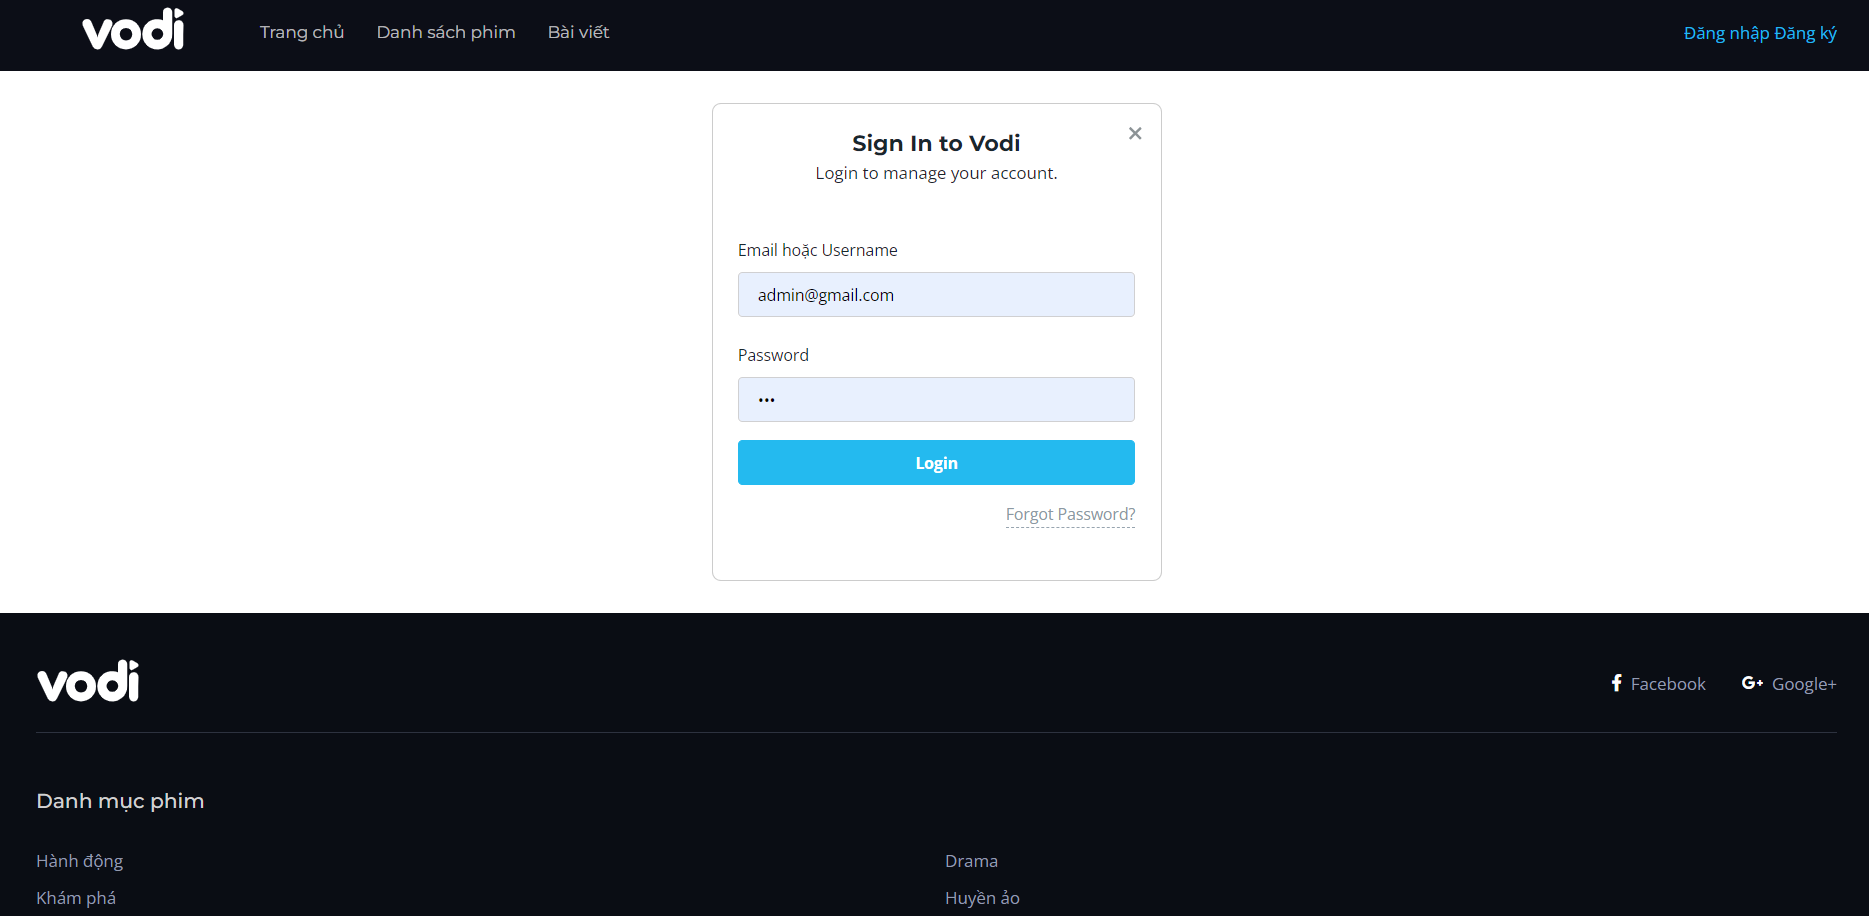 vodi
Trang chủ Danh sách phim Bài viết
Đăng nhập Đăng ký
Sign In to Vodi
×
Login to manage your account.
Email hoặc Username
admin@gmail.com
Password
•••
Login
Forgot Password?
vodi
Facebook G+ Google+
Danh mục phim
Hành động Drama
Khám phá Huyền ảo